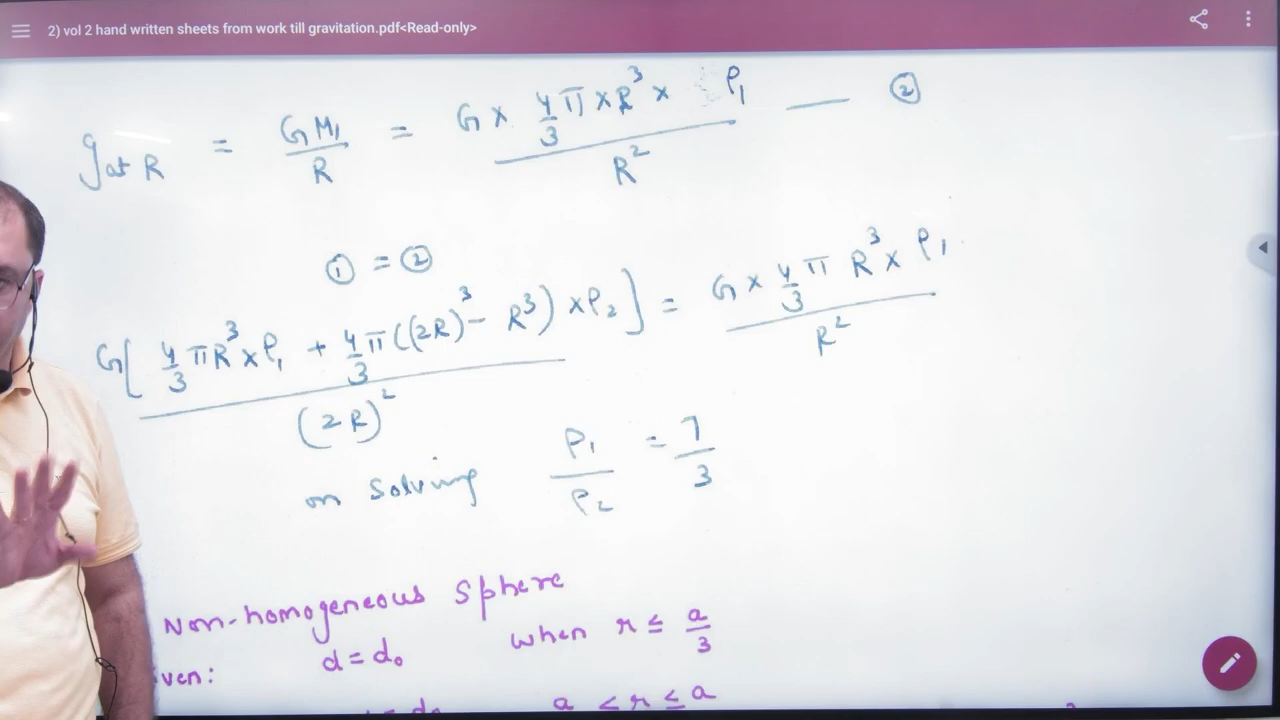 2) vol 2 hand written sheets from work till gravitation.pdf<Read-only>
g at R = GM₁/R = G × 4/3 π × R³ × ρ₁ / R² — ②
① = ②
G[4/3 πR³ × ρ₁ + 4/3 π((2R)³ - R³) × ρ₂] / (2R)² = G × 4/3 π R³ × ρ₁ / R²
on solving ρ₁/ρ₂ = 7/3
Non-homogeneous Sphere
ven: d = d₀ when r ≤ a/3
a < r ≤ a